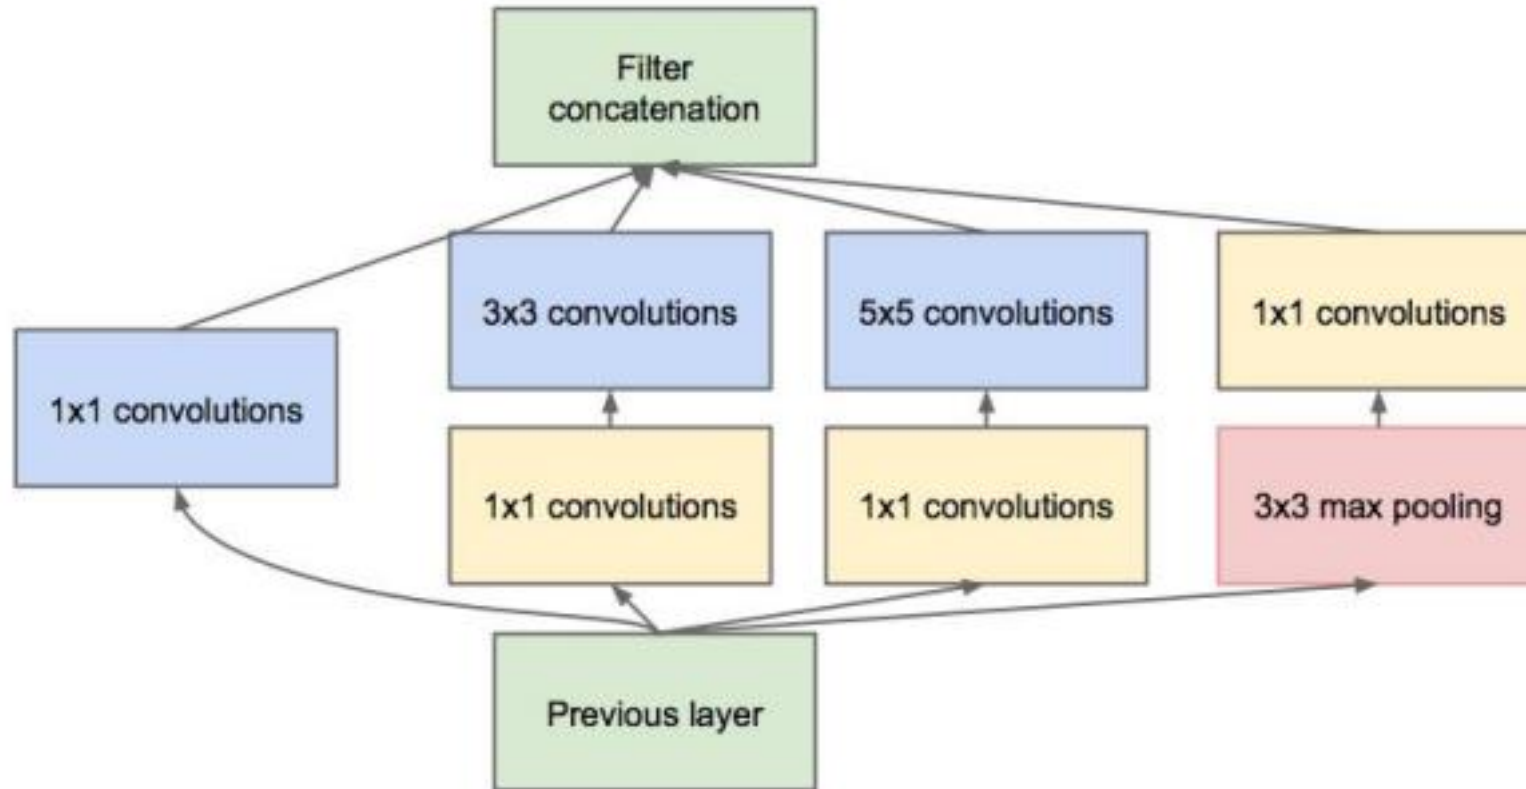 Filter
concatenation
3x3 convolutions
5x5 convolutions
1x1 convolutions
1x1 convolutions
1x1 convolutions
1x1 convolutions
3x3 max pooling
Previous layer